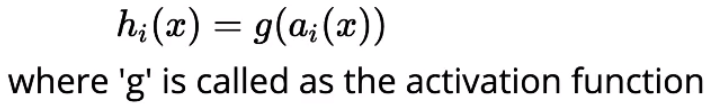 hᵢ(x) = g(aᵢ(x))
where 'g' is called as the activation function